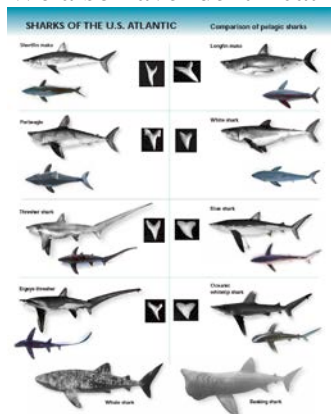 SHARKS OF THE U.S. ATLANTIC
Comparison of pelagic sharks
Shortfin mako
Longfin mako
Porbeagle
White shark
Thresher shark
Blue shark
Bigeye thresher
Oceanic
whitetip shark
Whale shark
Basking shark